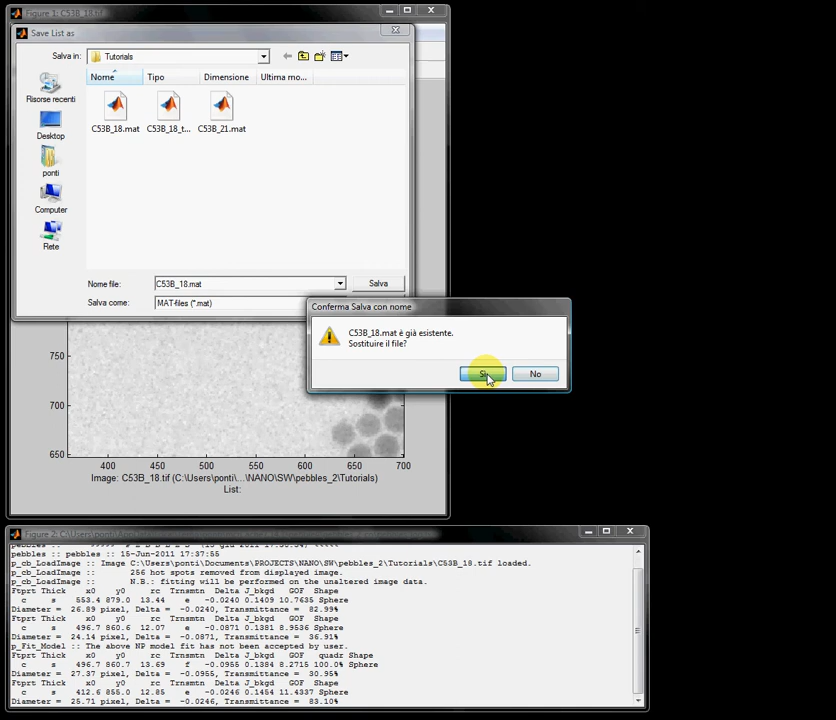 Figure 1: C53B_18.tif
Save List as
Salva in:
Tutorials
Nome
Tipo
Dimensione
Ultima mo...
Risorse recenti
Desktop
ponti
Computer
Rete
C53B_18.mat
C53B_18_t...
C53B_21.mat
Nome file:
C53B_18.mat
Salva
Salva come:
MAT-files (*.mat)
Conferma Salva con nome
C53B_18.mat è già esistente.
Sostituire il file?
Sì
No
750
700
650
400 450 500 550 600 650 700
Image: C53B_18.tif (C:\Users\ponti\...\NANO\SW\pebbles_2\Tutorials)
List:
pebbles :: pebbles :: 15-Jun-2011 17:37:55
p_cb_LoadImage :: Image C:\Users\ponti\Documents\PROJECTS\NANO\SW\pebbles_2\Tutorials\C53B_18.tif loaded.
p_cb_LoadImage :: 256 hot spots removed from displayed image.
p_cb_LoadImage :: N.B.: fitting will be performed on the unaltered image data.
Ftprt Thick x0 y0 rc Trnsmtn Delta J_bkgd GOF Shape
c s 553.4 879.0 13.44 e -0.0240 0.1409 10.7635 Sphere
Diameter = 26.89 pixel, Delta = -0.0240, Transmittance = 82.99%
Ftprt Thick x0 y0 rc Trnsmtn Delta J_bkgd GOF Shape
c s 496.7 860.6 12.07 e -0.0871 0.1381 8.9536 Sphere
Diameter = 24.14 pixel, Delta = -0.0871, Transmittance = 36.91%
p_Fit_Model :: The above NP model fit has not been accepted by user.
Ftprt Thick x0 y0 rc Trnsmtn Delta J_bkgd GOF quadr Shape
c s 496.7 860.7 13.69 f -0.0955 0.1384 8.2715 100.0% Sphere
Diameter = 27.37 pixel, Delta = -0.0955, Transmittance = 30.95%
Ftprt Thick x0 y0 rc Trnsmtn Delta J_bkgd GOF Shape
c s 412.6 855.0 12.85 e -0.0246 0.1454 11.4337 Sphere
Diameter = 25.71 pixel, Delta = -0.0246, Transmittance = 83.10%